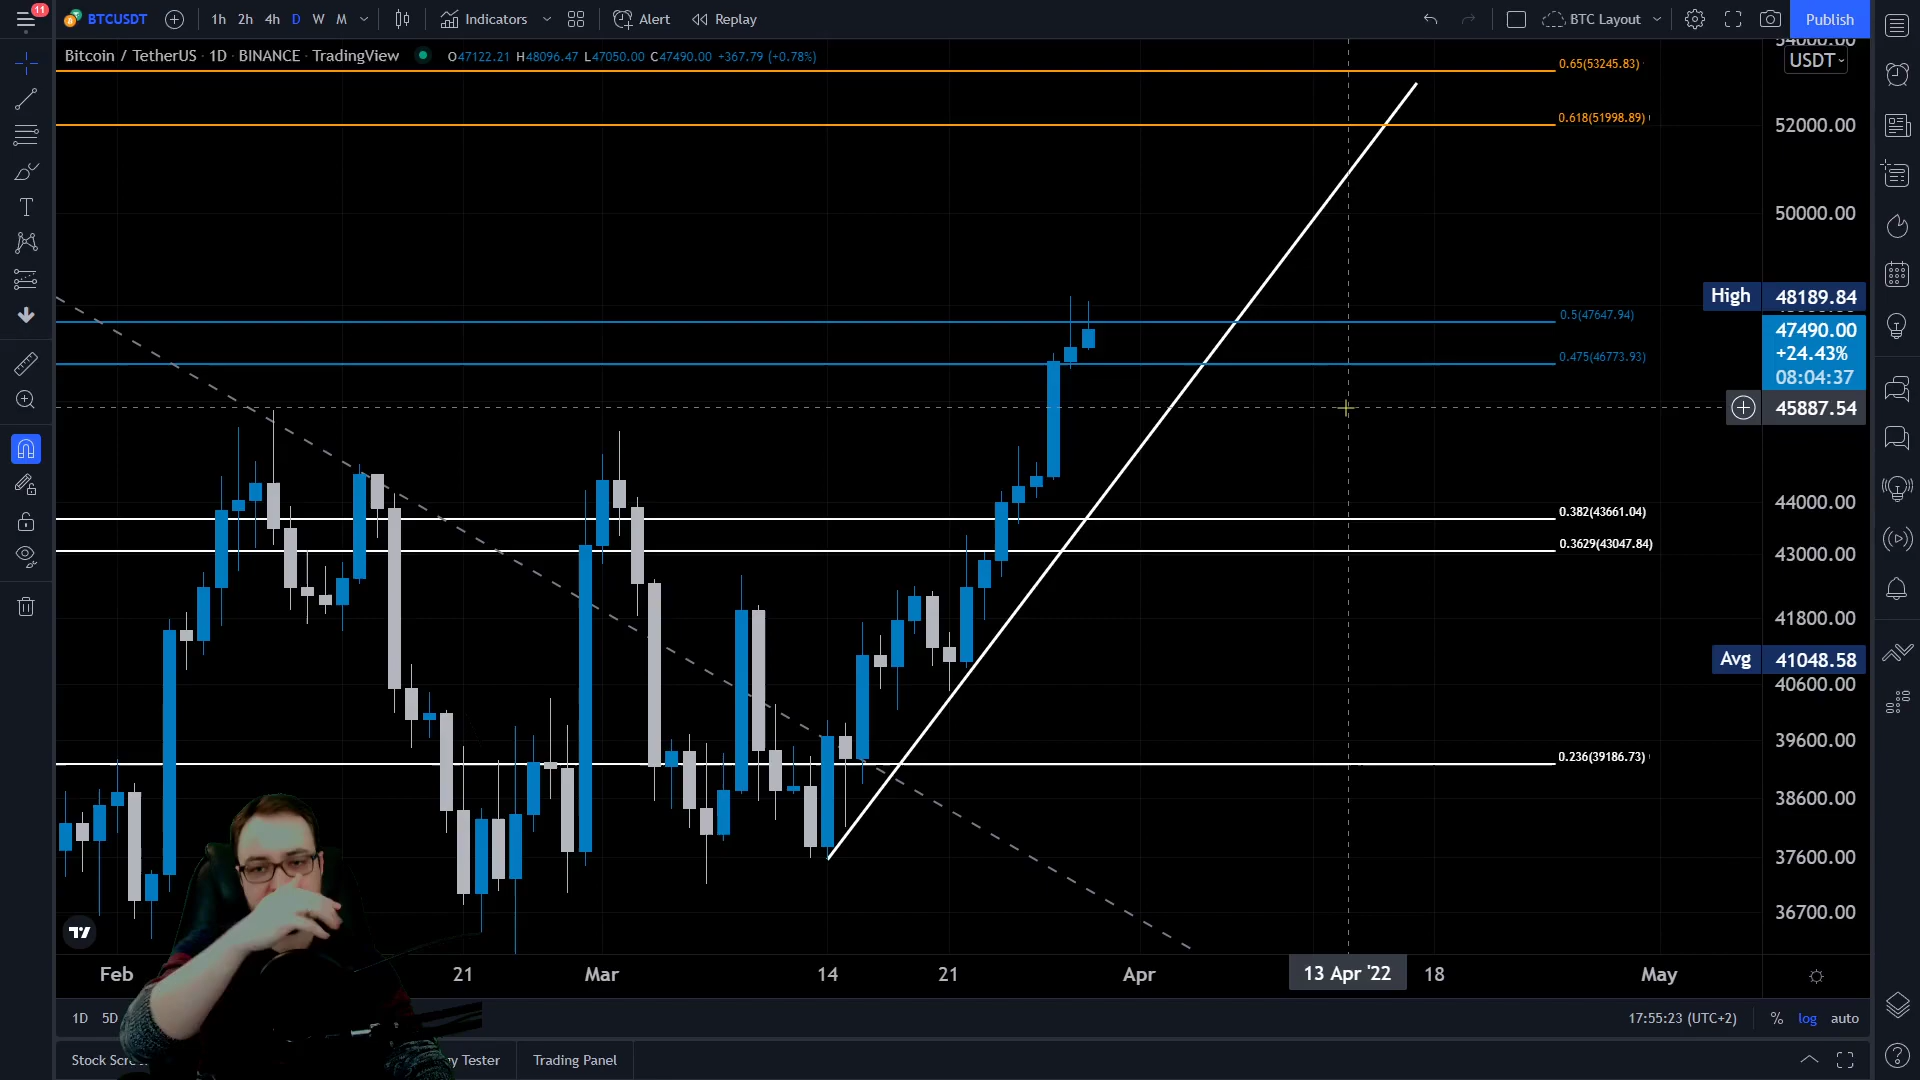 11
BTCUSDT 1h 2h 4h D W M Indicators Alert Replay BTC Layout Publish
Bitcoin / TetherUS · 1D · BINANCE · TradingView O47122.21 H48096.47 L47050.00 C47490.00 +367.79 (+0.78%)
54000.00
USDT
0.65(53245.83)
0.618(51998.89)
52000.00
50000.00
High 48189.84
0.5(47647.94)
47490.00
+24.43%
08:04:37
0.475(46773.93)
45887.54
44000.00
0.382(43661.04)
0.3629(43047.84)
43000.00
41800.00
Avg 41048.58
40600.00
39600.00
0.236(39186.73)
38600.00
37600.00
36700.00
Feb 21 Mar 14 21 Apr 13 Apr '22 18 May
1D 5D 17:55:23 (UTC+2) % log auto
Stock Tester Trading Panel